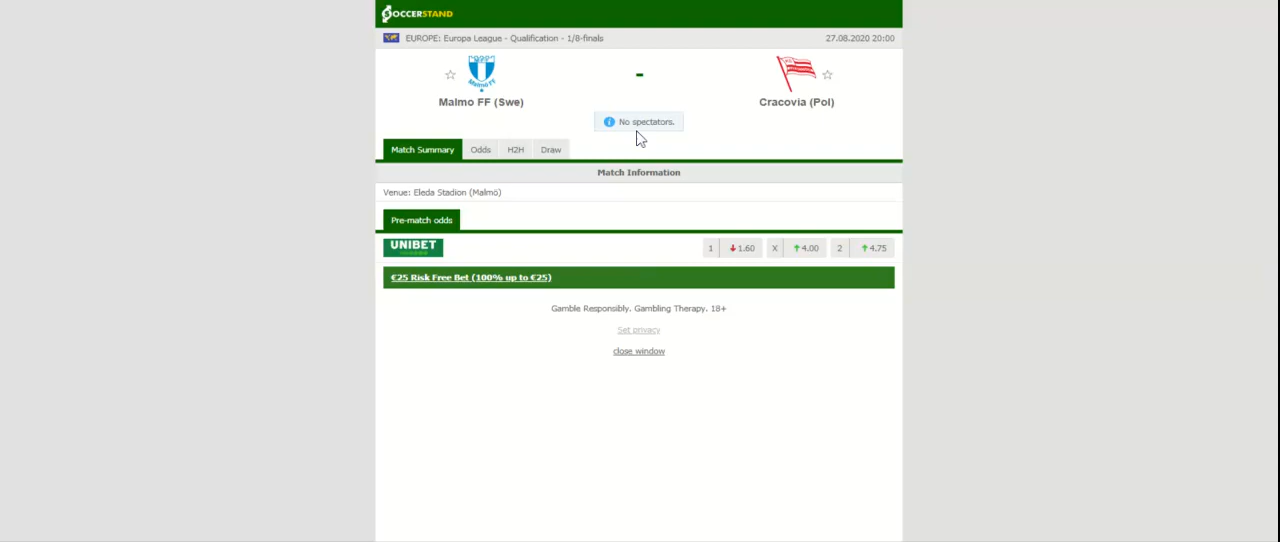 SOCCERSTAND
EUROPE: Europa League - Qualification - 1/8-finals 27.08.2020 20:00
-
Malmo FF (Swe) Cracovia (Pol)
No spectators.
Match Summary Odds H2H Draw
Match Information
Venue: Eleda Stadion (Malmö)
Pre-match odds
UNIBET 1 1.60 X 4.00 2 4.75
€25 Risk Free Bet (100% up to €25)
Gamble Responsibly. Gambling Therapy. 18+
Set privacy
close window